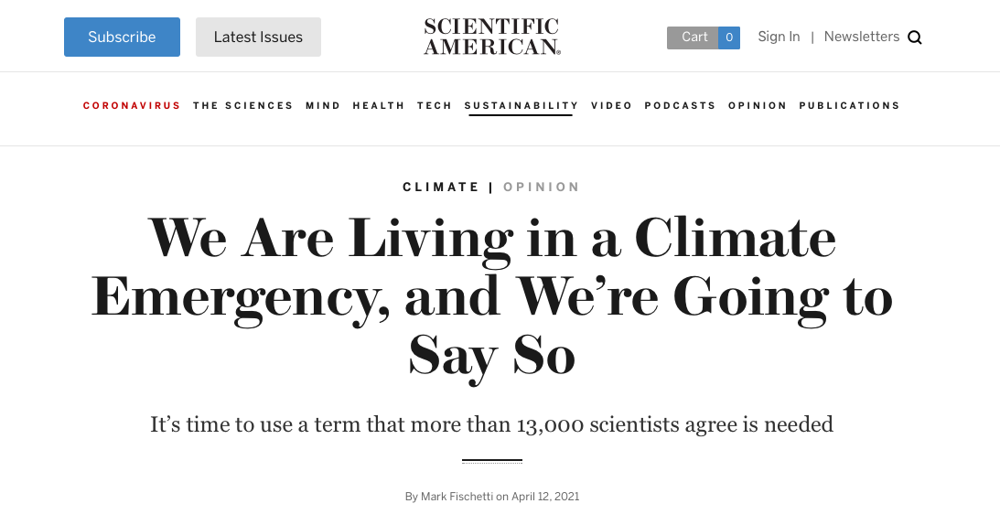 Subscribe
Latest Issues
SCIENTIFIC
AMERICAN®
Cart 0
Sign In | Newsletters
CORONAVIRUS THE SCIENCES MIND HEALTH TECH SUSTAINABILITY VIDEO PODCASTS OPINION PUBLICATIONS
CLIMATE | OPINION
We Are Living in a Climate
Emergency, and We’re Going to
Say So
It’s time to use a term that more than 13,000 scientists agree is needed
By Mark Fischetti on April 12, 2021